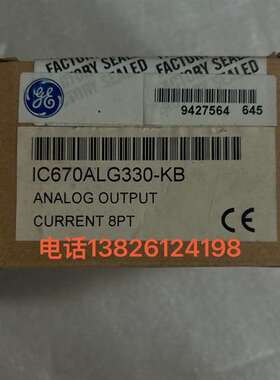 FACTORY SEALED
FACTORY SEALED
GE
9427564 645
IC670ALG330-KB
ANALOG OUTPUT
CURRENT 8PT
CE
电话13826124198